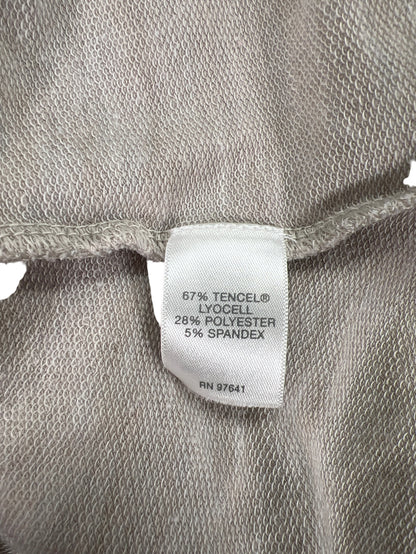 67% TENCEL®
LYOCELL
28% POLYESTER
5% SPANDEX
RN 97641